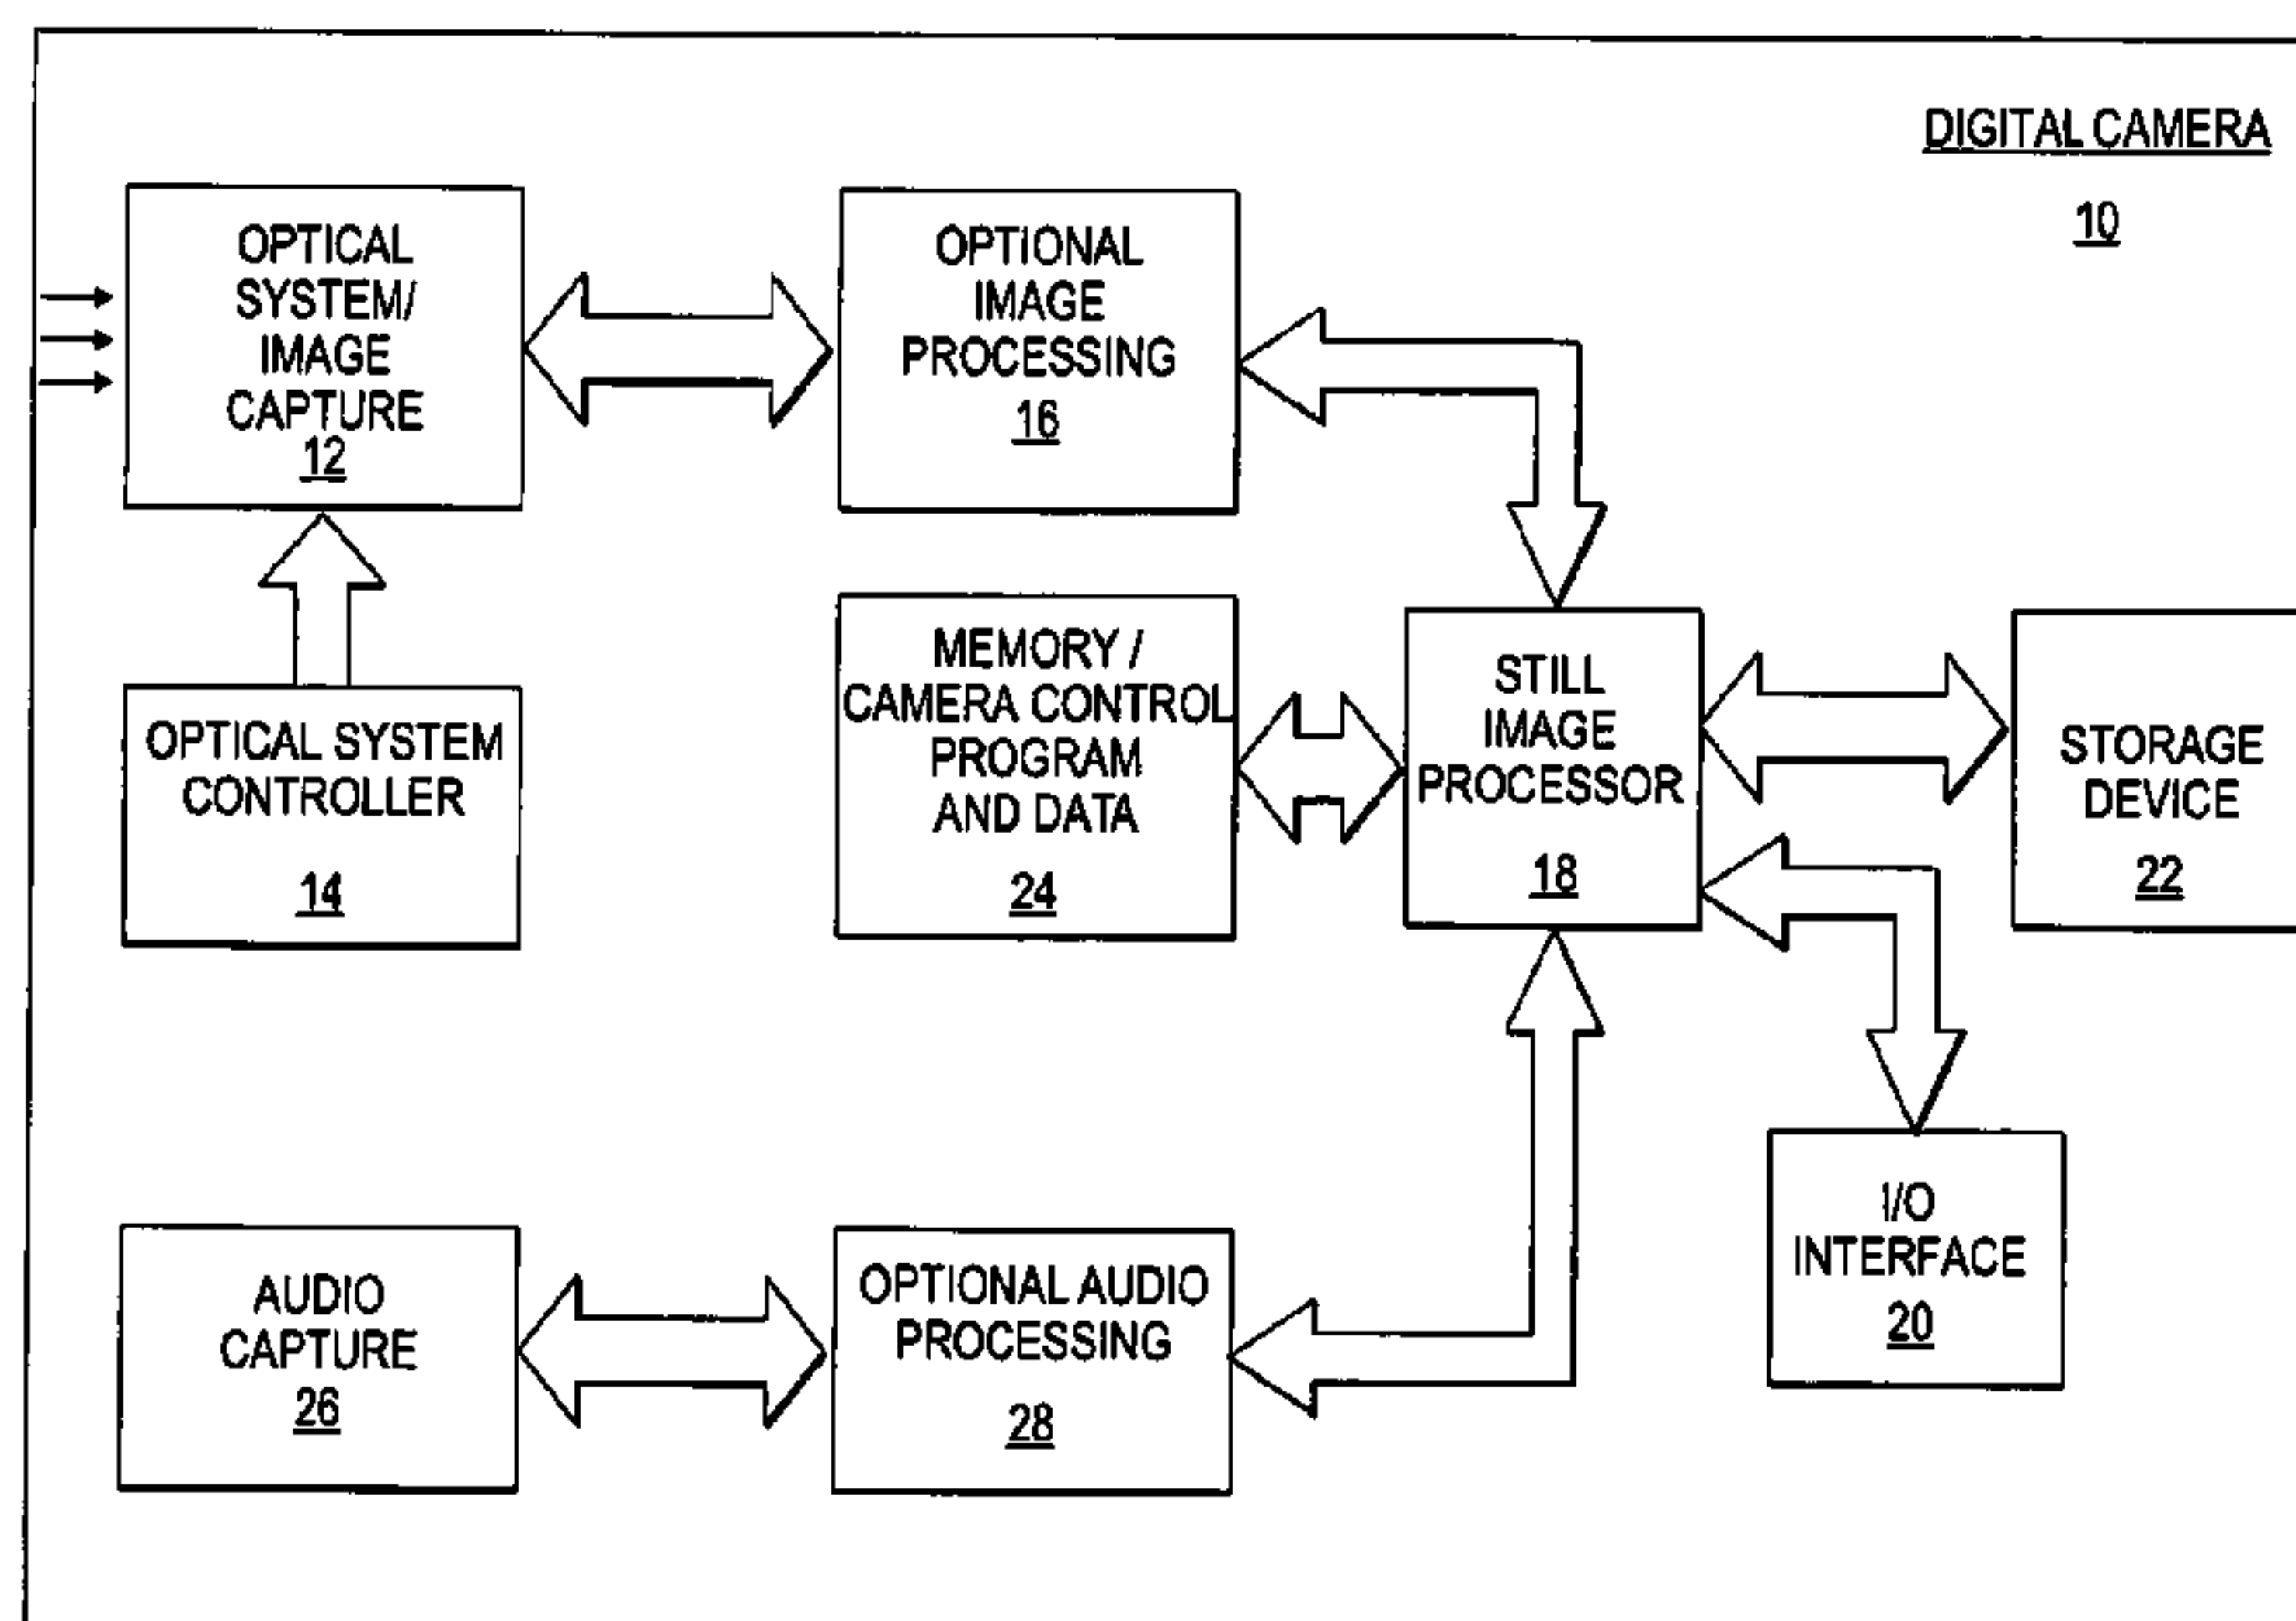 DIGITAL CAMERA
10
OPTICAL
SYSTEM/
IMAGE
CAPTURE
12
OPTIONAL
IMAGE
PROCESSING
16
OPTICAL SYSTEM
CONTROLLER
14
MEMORY /
CAMERA CONTROL
PROGRAM
AND DATA
24
STILL
IMAGE
PROCESSOR
18
STORAGE
DEVICE
22
AUDIO
CAPTURE
26
OPTIONAL AUDIO
PROCESSING
28
I/O
INTERFACE
20